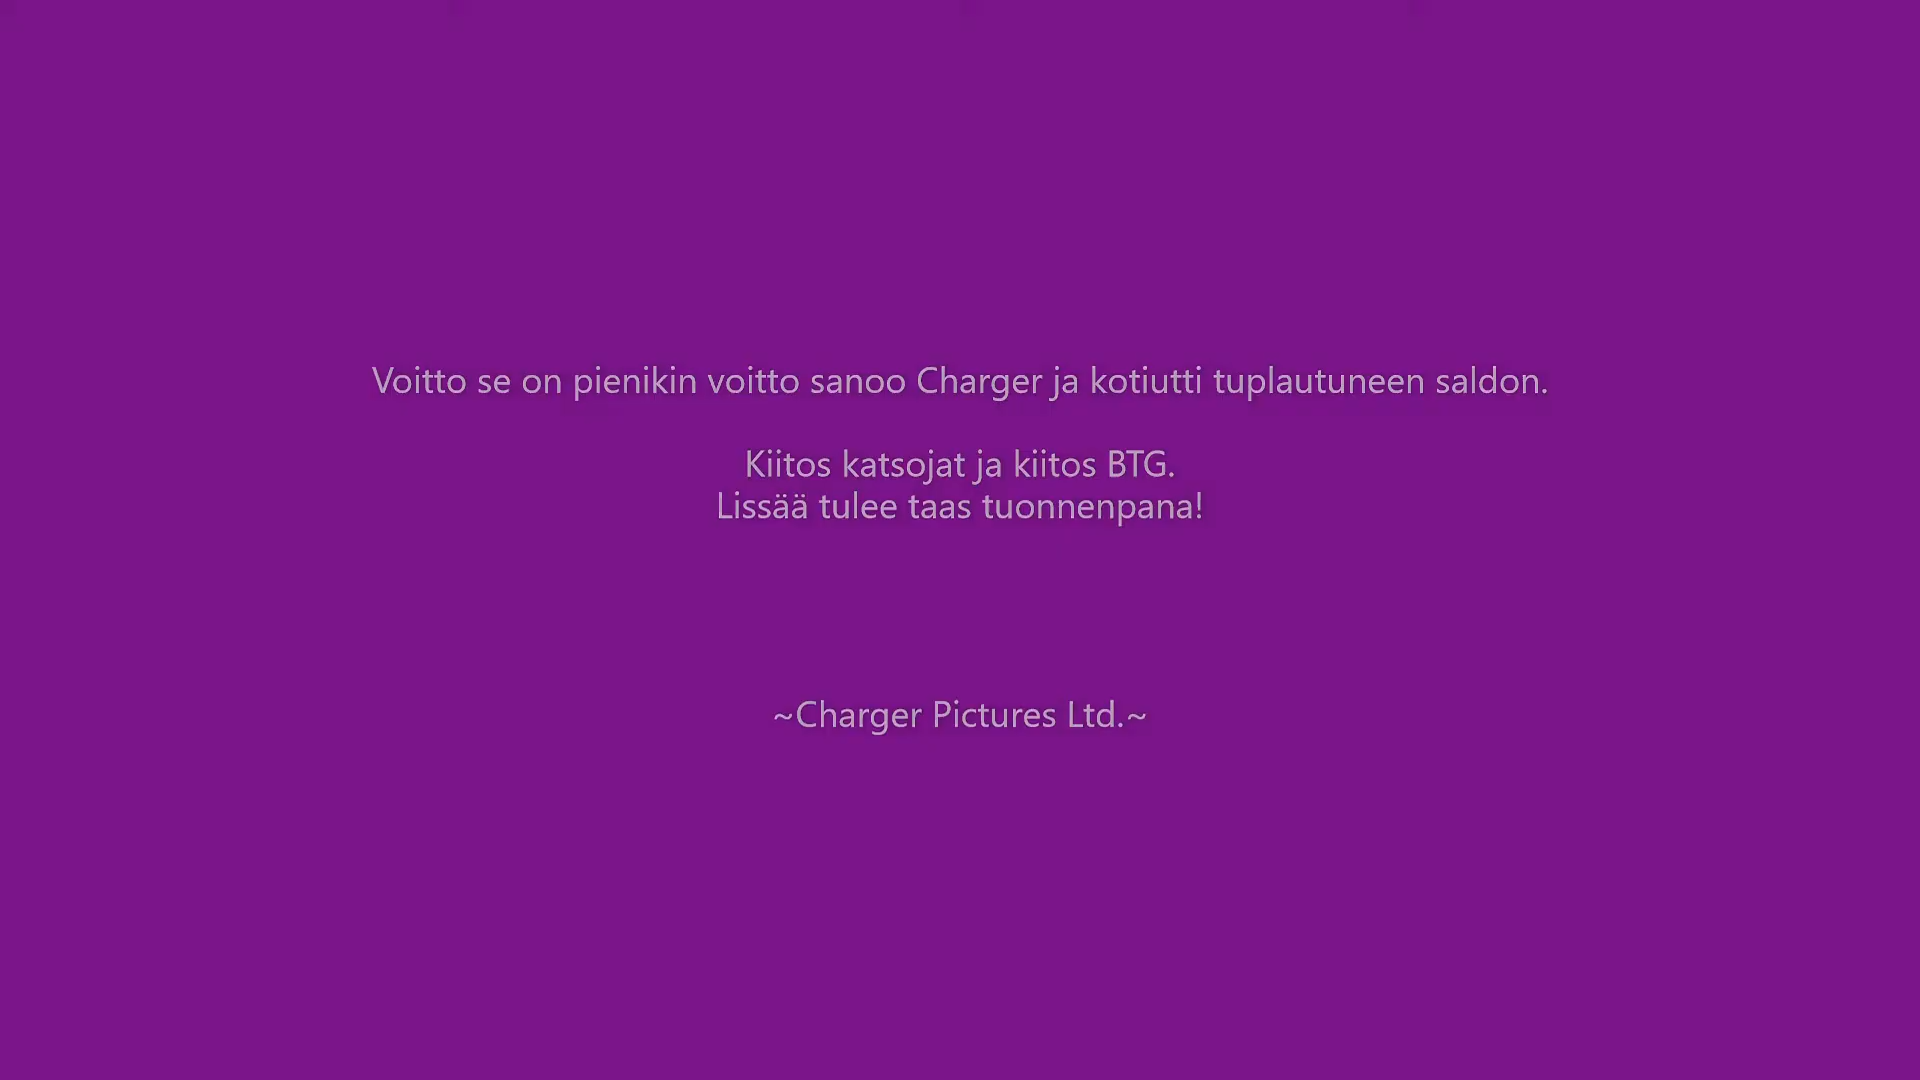 Voitto se on pienikin voitto sanoo Charger ja kotiutti tuplautuneen saldon.
Kiitos katsojat ja kiitos BTG.
Lissää tulee taas tuonnenpana!
~Charger Pictures Ltd.~